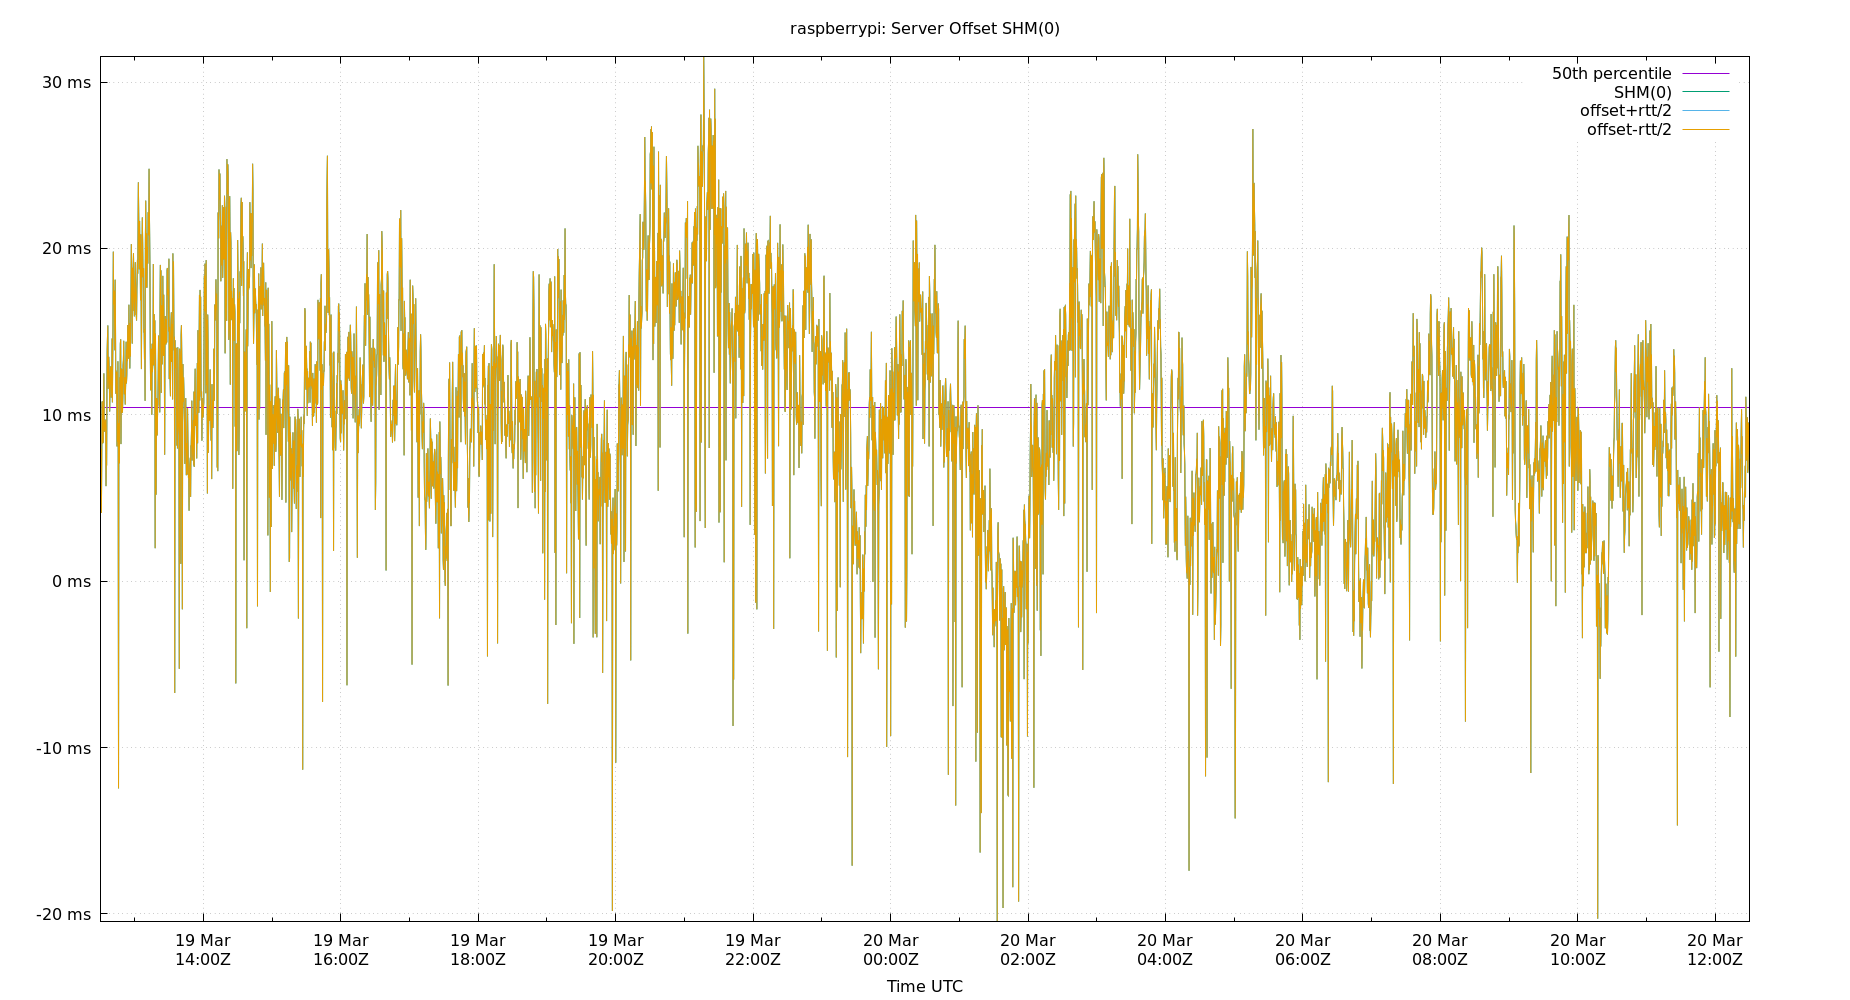 raspberrypi: Server Offset SHM(0)
50th percentile
SHM(0)
offset+rtt/2
offset-rtt/2
30 ms
20 ms
10 ms
0 ms
-10 ms
-20 ms
19 Mar 19 Mar 19 Mar 19 Mar 19 Mar 20 Mar 20 Mar 20 Mar 20 Mar 20 Mar 20 Mar 20 Mar
14:00Z 16:00Z 18:00Z 20:00Z 22:00Z 00:00Z 02:00Z 04:00Z 06:00Z 08:00Z 10:00Z 12:00Z
Time UTC